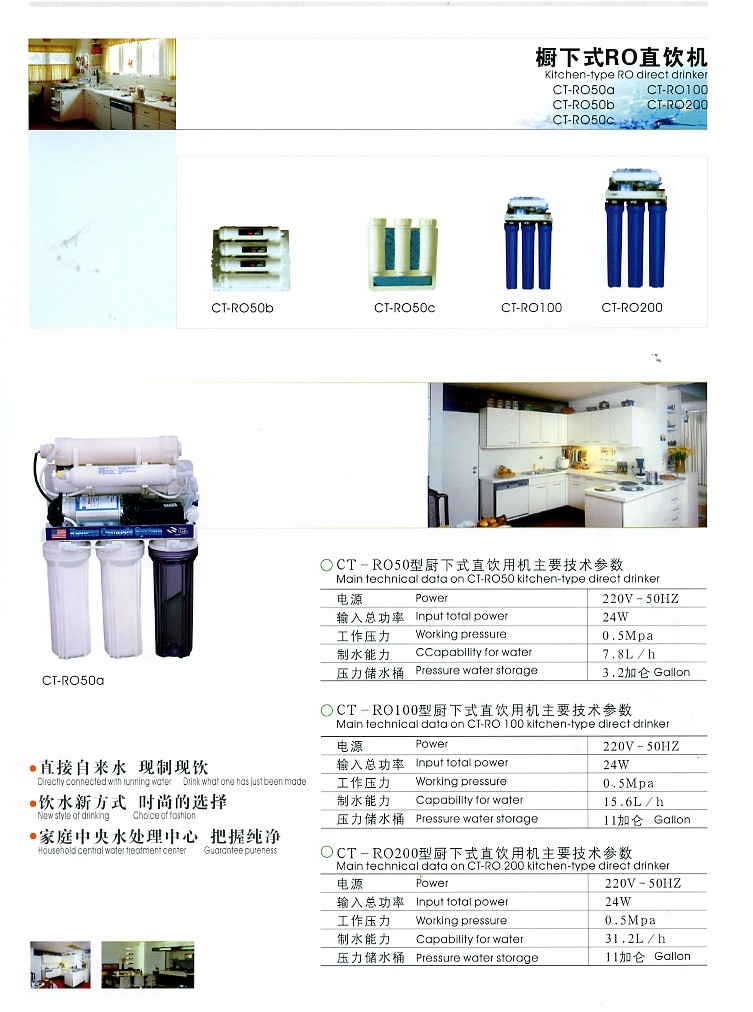 橱下式RO直饮机
Kitchen-type RO direct drinker
CT-RO50a CT-RO100
CT-RO50b CT-RO200
CT-RO50c
CT-RO50b CT-RO50c CT-RO100 CT-RO200
Reverse Osmosis System
CT-RO50a
CT-RO50型厨下式直饮用机主要技术参数
Main technical data on CT-RO50 kitchen-type direct drinker
电源 Power 220V~50HZ
输入总功率 Input total power 24W
工作压力 Working pressure 0.5Mpa
制水能力 CCapability for water 7.8L/h
压力储水桶 Pressure water storage 3.2加仑 Gallon
CT-RO100型厨下式直饮用机主要技术参数
Main technical data on CT-RO 100 kitchen-type direct drinker
电源 Power 220V~50HZ
输入总功率 Input total power 24W
工作压力 Working pressure 0.5Mpa
制水能力 Capability for water 15.6L/h
压力储水桶 Pressure water storage 11加仑 Gallon
CT-RO200型厨下式直饮用机主要技术参数
Main technical data on CT-RO 200 kitchen-type direct drinker
电源 Power 220V~50HZ
输入总功率 Input total power 24W
工作压力 Working pressure 0.5Mpa
制水能力 Capability for water 31.2L/h
压力储水桶 Pressure water storage 11加仑 Gallon
•直接自来水 现制现饮
Directly connected with running water Drink what one has just been made
•饮水新方式 时尚的选择
New style of drinking Choice of fashion
•家庭中央水处理中心 把握纯净
Household central water treatment center Guarantee pureness